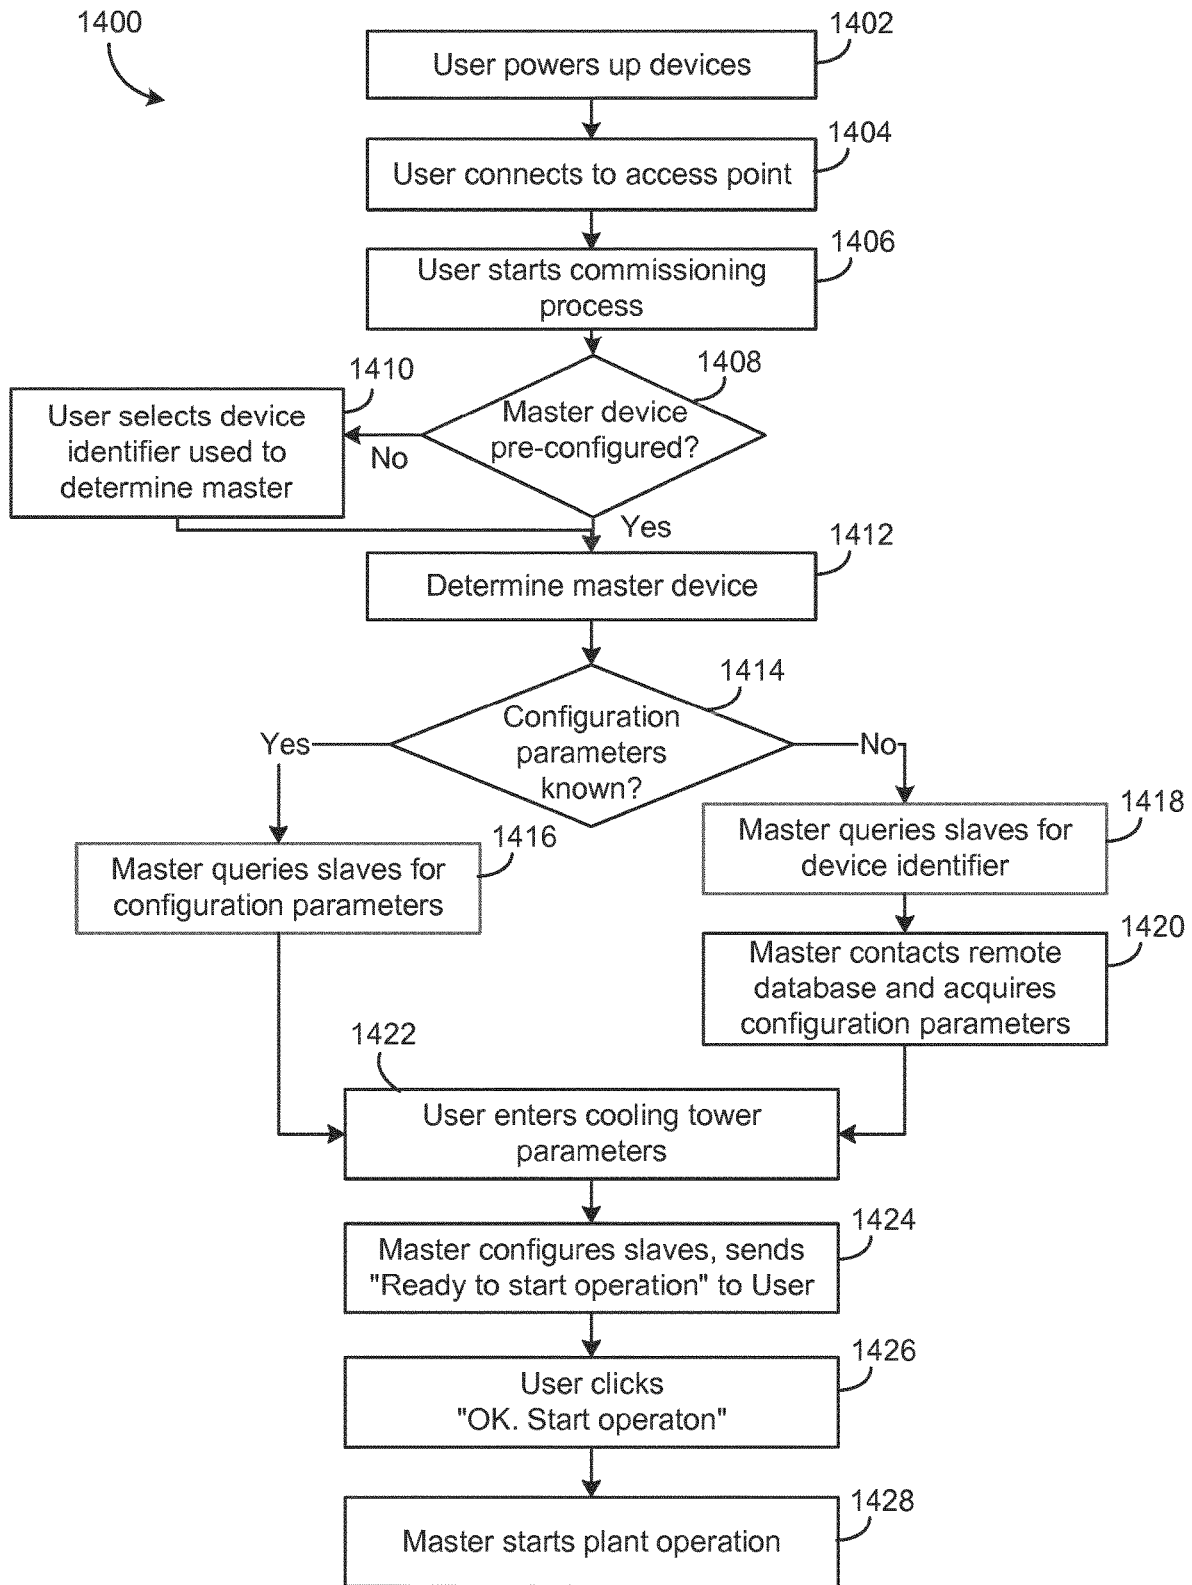 1400
1402
User powers up devices
1404
User connects to access point
1406
User starts commissioning
process
1408
Master device
pre-configured?
1410
User selects device
identifier used to
determine master
No
Yes
1412
Determine master device
1414
Configuration
parameters
known?
Yes
No
1416
Master queries slaves for
configuration parameters
1418
Master queries slaves for
device identifier
1420
Master contacts remote
database and acquires
configuration parameters
1422
User enters cooling tower
parameters
1424
Master configures slaves, sends
"Ready to start operation" to User
1426
User clicks
"OK. Start operaton"
1428
Master starts plant operation